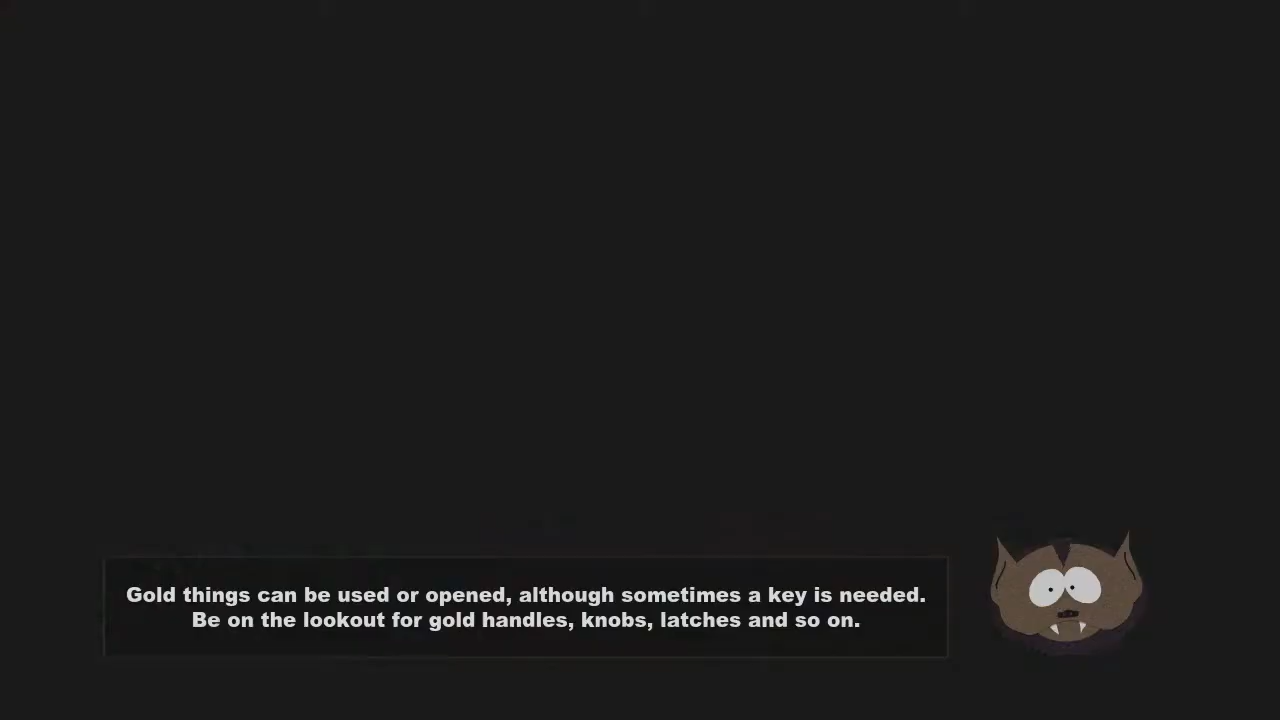 Gold things can be used or opened, although sometimes a key is needed.
Be on the lookout for gold handles, knobs, latches and so on.